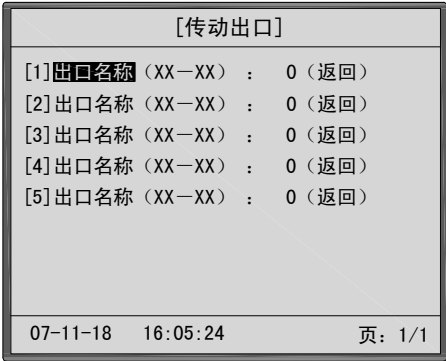 [传动出口]
[1]出口名称（XX－XX）： 0（返回）
[2]出口名称（XX－XX）： 0（返回）
[3]出口名称（XX－XX）： 0（返回）
[4]出口名称（XX－XX）： 0（返回）
[5]出口名称（XX－XX）： 0（返回）
07-11-18 16:05:24 页：1/1